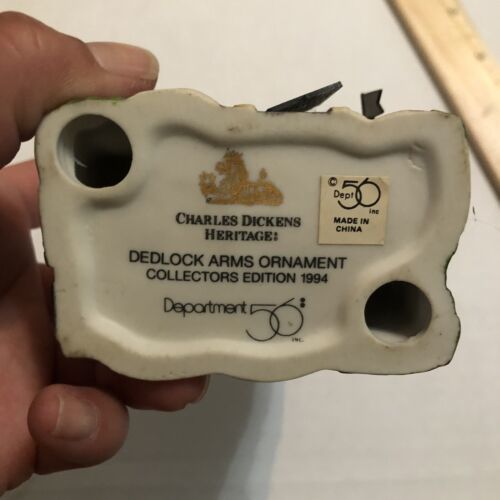 CHARLES DICKENS
HERITAGE®
DEDLOCK ARMS ORNAMENT
COLLECTORS EDITION 1994
Department 56®
INC.
©
Dept 56
inc
MADE IN
CHINA